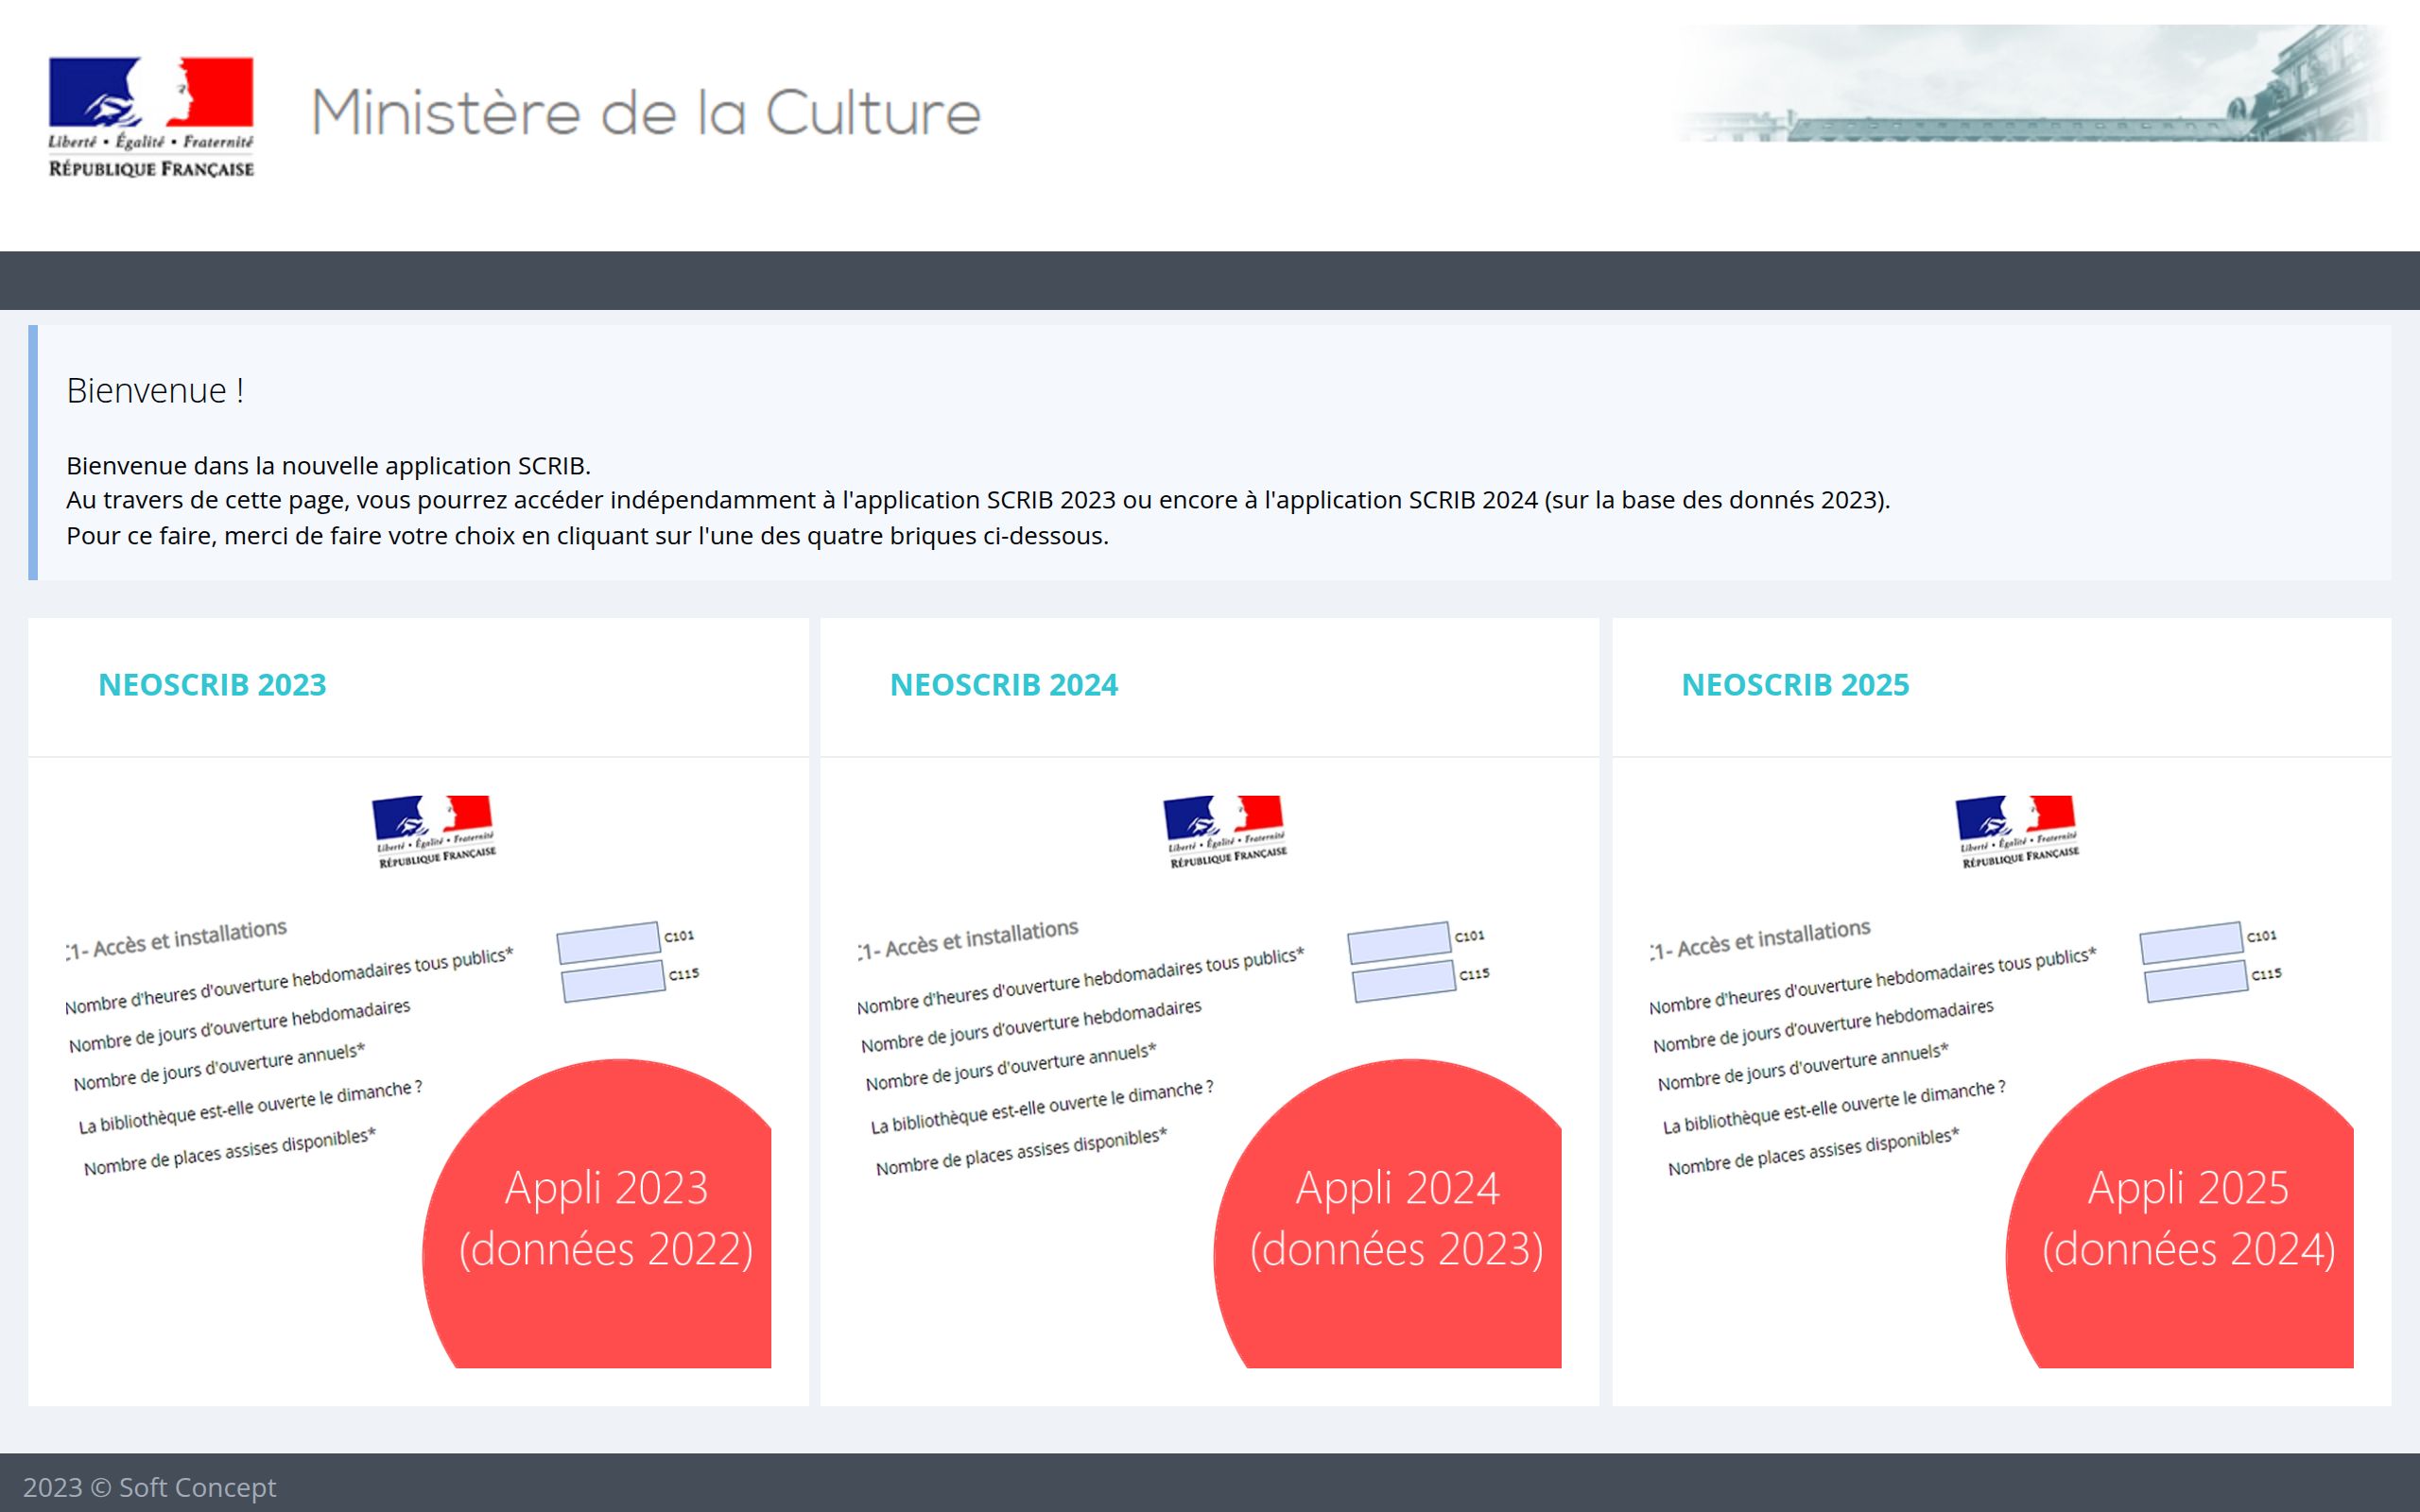 Liberté • Égalité • Fraternité
RÉPUBLIQUE FRANÇAISE
Ministère de la Culture
Bienvenue !
Bienvenue dans la nouvelle application SCRIB.
Au travers de cette page, vous pourrez accéder indépendamment à l'application SCRIB 2023 ou encore à l'application SCRIB 2024 (sur la base des donnés 2023).
Pour ce faire, merci de faire votre choix en cliquant sur l'une des quatre briques ci-dessous.
NEOSCRIB 2023
Liberté • Égalité • Fraternité
RÉPUBLIQUE FRANÇAISE
1- Accès et installations
Nombre d'heures d'ouverture hebdomadaires tous publics*
C101
Nombre de jours d'ouverture hebdomadaires
C115
Nombre de jours d'ouverture annuels*
La bibliothèque est-elle ouverte le dimanche ?
Nombre de places assises disponibles*
Appli 2023
(données 2022)
NEOSCRIB 2024
Liberté • Égalité • Fraternité
RÉPUBLIQUE FRANÇAISE
1- Accès et installations
Nombre d'heures d'ouverture hebdomadaires tous publics*
C101
Nombre de jours d'ouverture hebdomadaires
C115
Nombre de jours d'ouverture annuels*
La bibliothèque est-elle ouverte le dimanche ?
Nombre de places assises disponibles*
Appli 2024
(données 2023)
NEOSCRIB 2025
Liberté • Égalité • Fraternité
RÉPUBLIQUE FRANÇAISE
1- Accès et installations
Nombre d'heures d'ouverture hebdomadaires tous publics*
C101
Nombre de jours d'ouverture hebdomadaires
C115
Nombre de jours d'ouverture annuels*
La bibliothèque est-elle ouverte le dimanche ?
Nombre de places assises disponibles*
Appli 2025
(données 2024)
2023 © Soft Concept